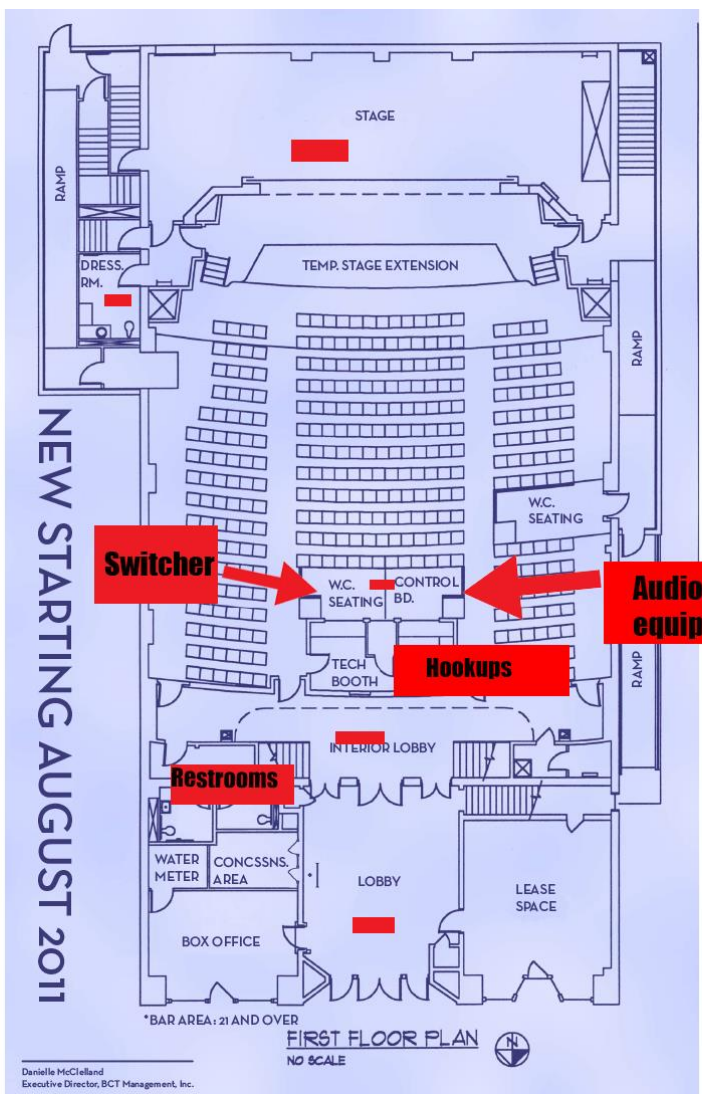 STAGE
RAMP
TEMP. STAGE EXTENSION
DRESS.
RM.
RAMP
NEW STARTING AUGUST 2011
W.C.
SEATING
Switcher
W.C.
SEATING
CONTROL
BD.
Audio
equip
TECH
BOOTH
Hookups
RAMP
INTERIOR LOBBY
Restrooms
WATER
METER
CONCSSNS.
AREA
LOBBY
LEASE
SPACE
BOX OFFICE
*BAR AREA: 21 AND OVER
FIRST FLOOR PLAN
NO SCALE
N
Danielle McClelland
Executive Director, BCT Management, Inc.